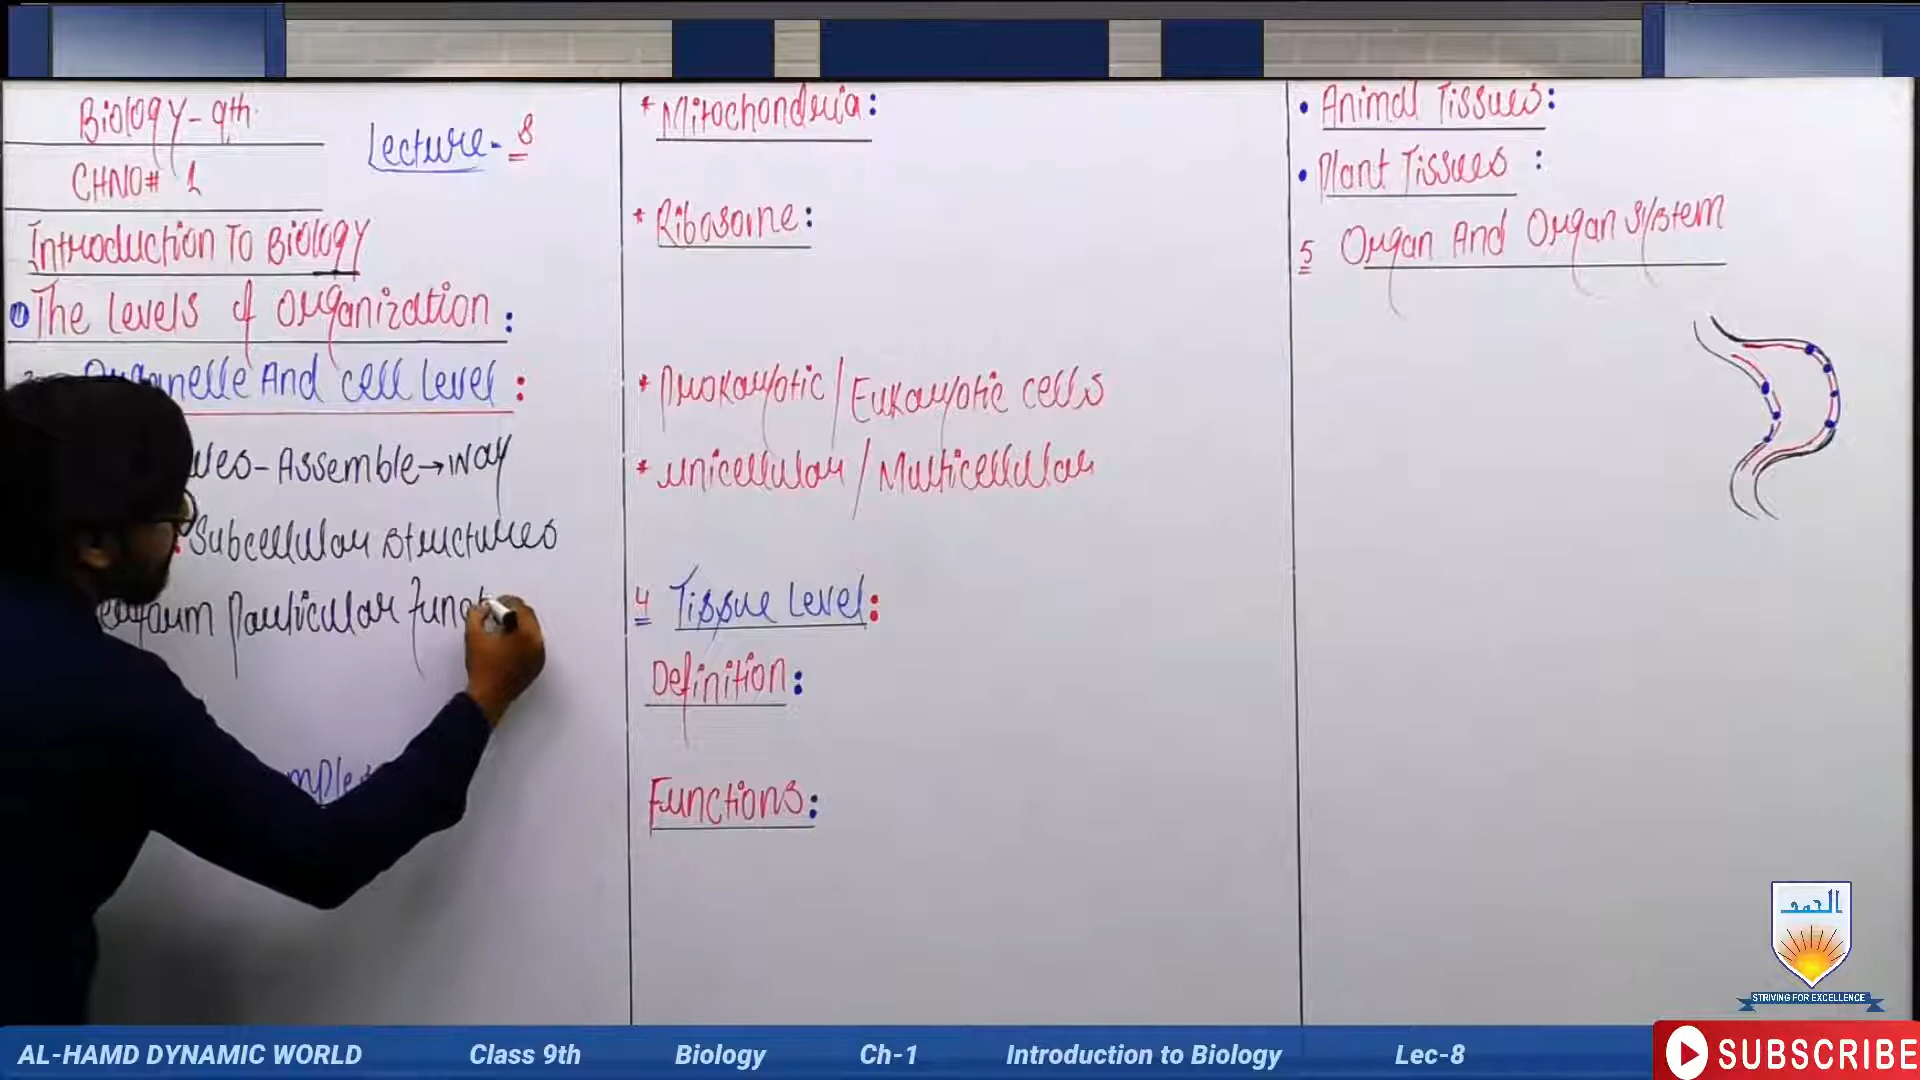 Biology-9th
Lecture-8
CHNO# 1
Introduction To Biology
The Levels of Organization:
Organelle And cell Level:
Assemble→way
Subcellular structures
Particular
* Mitochondria:
* Ribosome:
* Prokaryotic/Eukaryotic cells
* Unicellular/Multicellular
4 Tissue Level:
Definition:
Functions:
• Animal Tissues:
• Plant Tissues:
5 Organ And Organ System
الحمد
STRIVING FOR EXCELLENCE
AL-HAMD DYNAMIC WORLD Class 9th Biology Ch-1 Introduction to Biology Lec-8
SUBSCRIBE